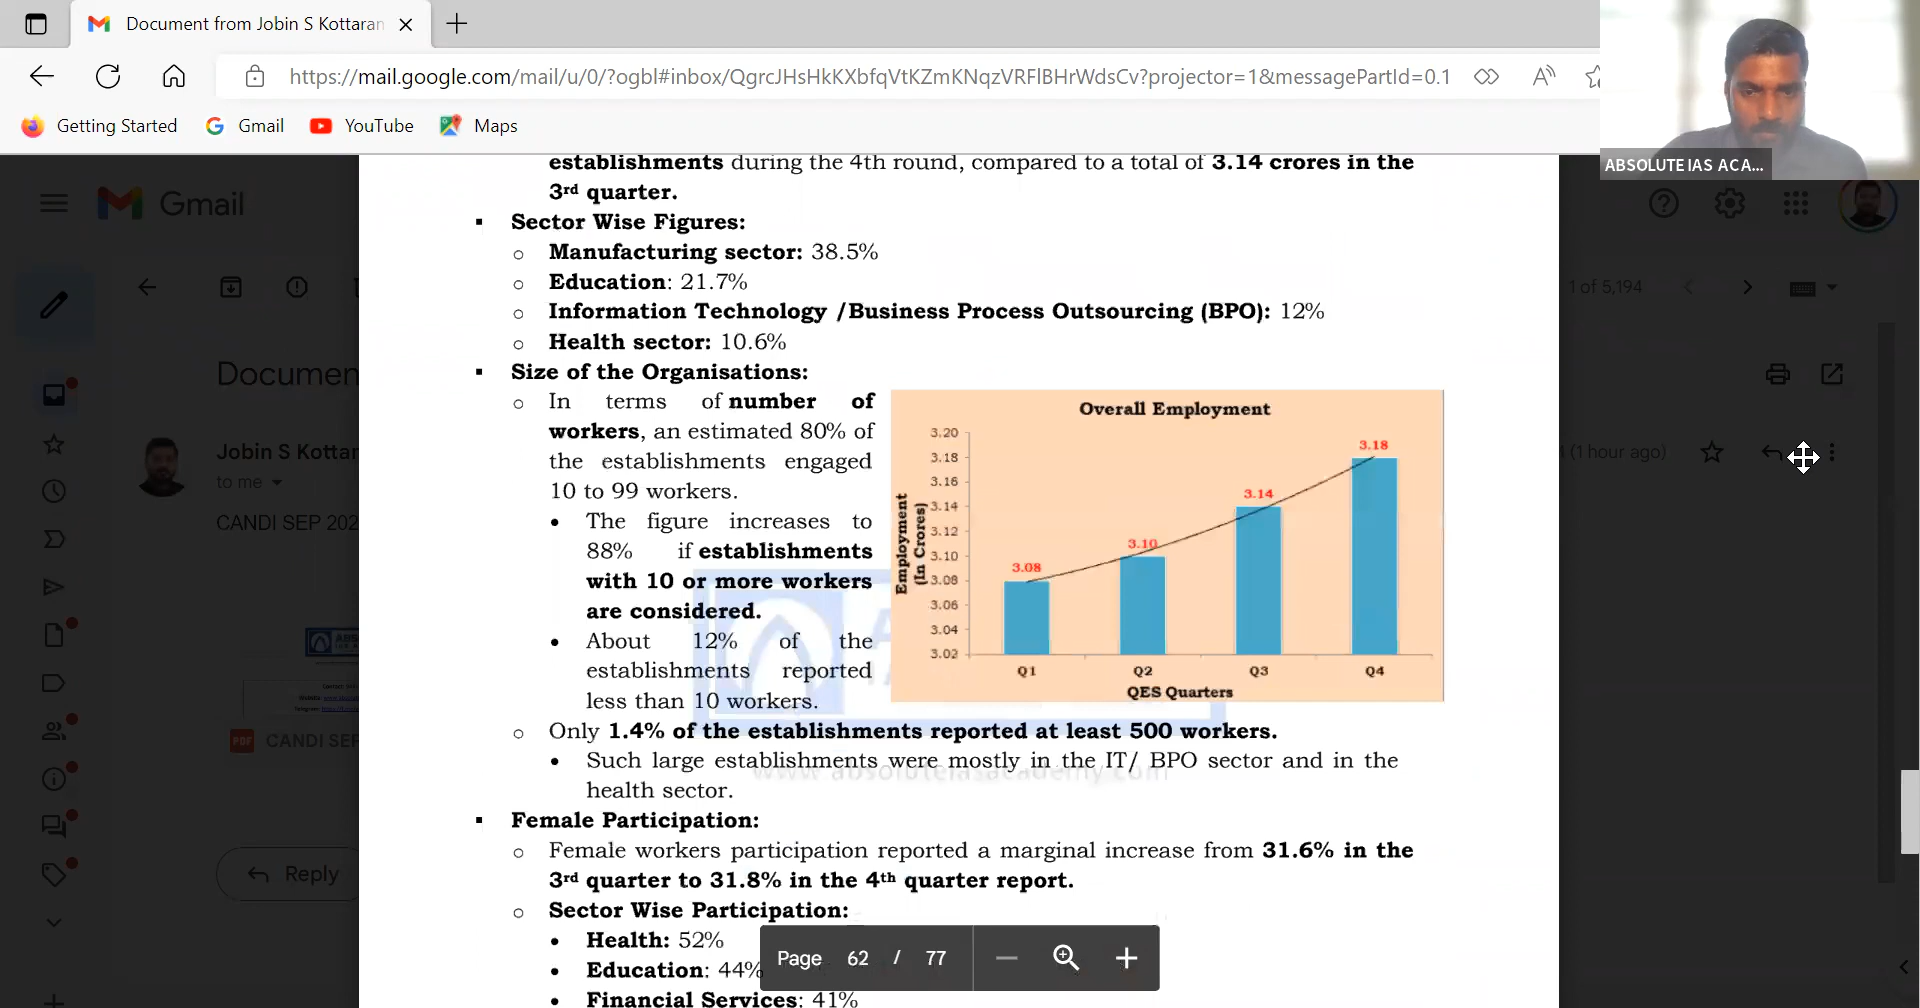 Document from Jobin S Kottaran
https://mail.google.com/mail/u/0/?ogbl#inbox/QgrcJHsHkKXbfqVtKZmKNqzVRFlBHrWdsCv?projector=1&messagePartId=0.1
Getting Started
Gmail
YouTube
Maps
ABSOLUTE IAS ACA...
Gmail
1 of 5,194
Documen
Jobin S Kottar
(1 hour ago)
to me
CANDI SEP 202
CANDI SEP
PDF
Reply
establishments during the 4th round, compared to a total of 3.14 crores in the
3rd quarter.
▪ Sector Wise Figures:
o Manufacturing sector: 38.5%
o Education: 21.7%
o Information Technology /Business Process Outsourcing (BPO): 12%
o Health sector: 10.6%
▪ Size of the Organisations:
o In terms of number of
workers, an estimated 80% of
the establishments engaged
10 to 99 workers.
• The figure increases to
88% if establishments
with 10 or more workers
are considered.
• About 12% of the
establishments reported
less than 10 workers.
Overall Employment
Employment
(In Crores)
3.20
3.18
3.16
3.14
3.12
3.10
3.08
3.06
3.04
3.02
3.08
3.10
3.14
3.18
Q1
Q2
Q3
Q4
QES Quarters
o Only 1.4% of the establishments reported at least 500 workers.
• Such large establishments were mostly in the IT/ BPO sector and in the
health sector.
www.absoluteiasacademy.com
▪ Female Participation:
o Female workers participation reported a marginal increase from 31.6% in the
3rd quarter to 31.8% in the 4th quarter report.
o Sector Wise Participation:
• Health: 52%
• Education: 44%
• Financial Services: 41%
Page 62 / 77